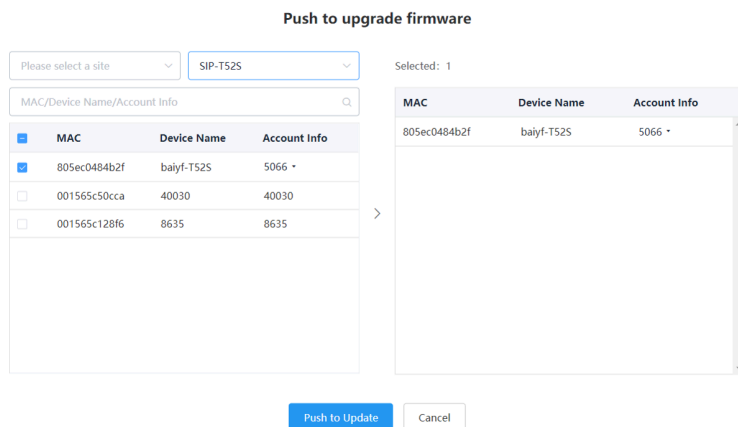 Push to upgrade firmware
Please select a site
SIP-T52S
Selected: 1
MAC/Device Name/Account Info
MAC Device Name Account Info
805ec0484b2f baiyf-T52S 5066
001565c50cca 40030 40030
001565c128f6 8635 8635
MAC Device Name Account Info
805ec0484b2f baiyf-T52S 5066
Push to Update
Cancel